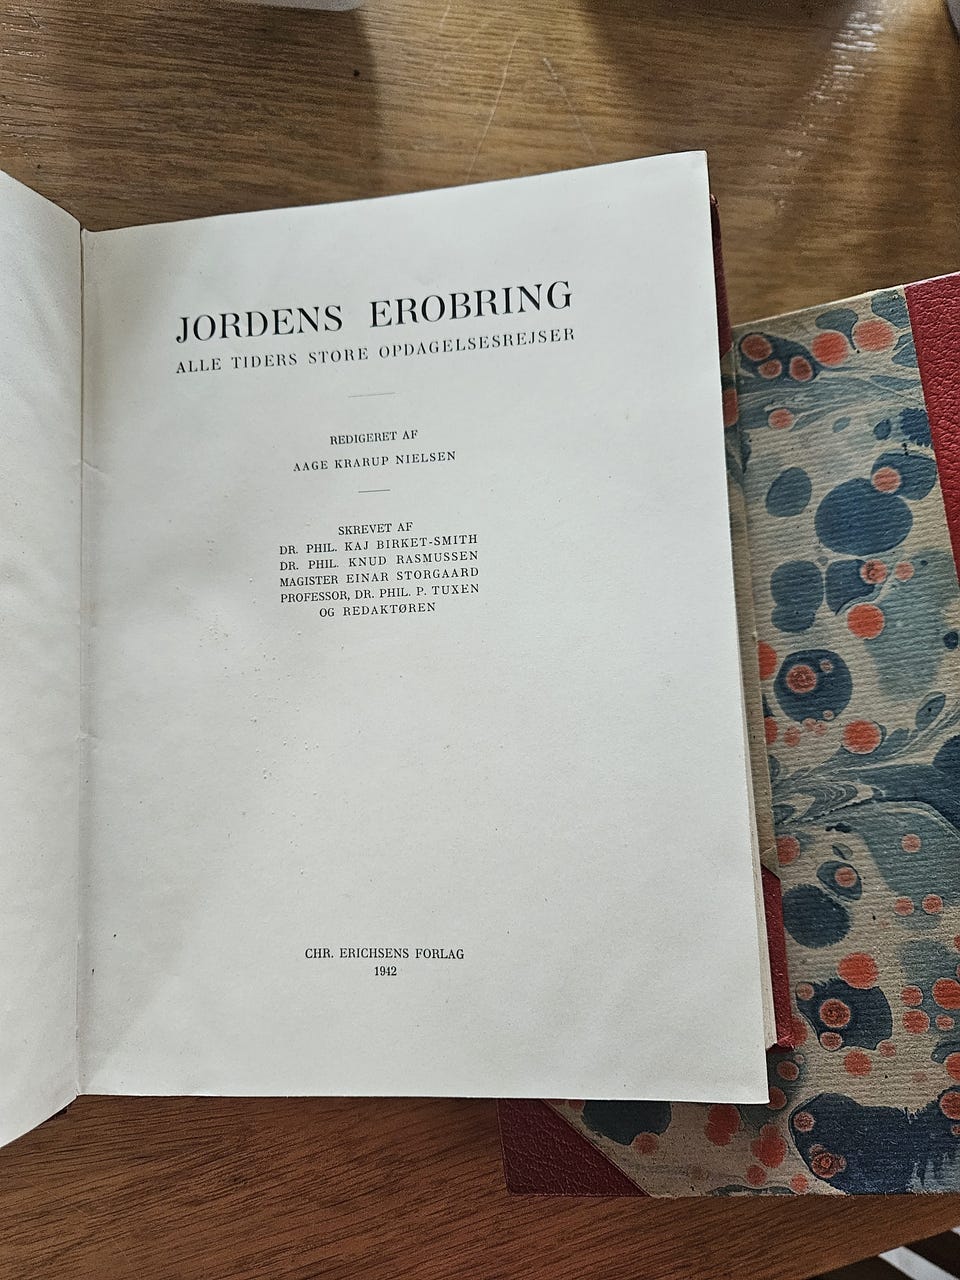 JORDENS EROBRING
ALLE TIDERS STORE OPDAGELSESREJSER
REDIGERET AF
AAGE KRARUP NIELSEN
SKREVET AF
DR. PHIL. KAJ BIRKET-SMITH
DR. PHIL. KNUD RASMUSSEN
MAGISTER EINAR STORGAARD
PROFESSOR, DR. PHIL. P. TUXEN
OG REDAKTØREN
CHR. ERICHSENS FORLAG
1942